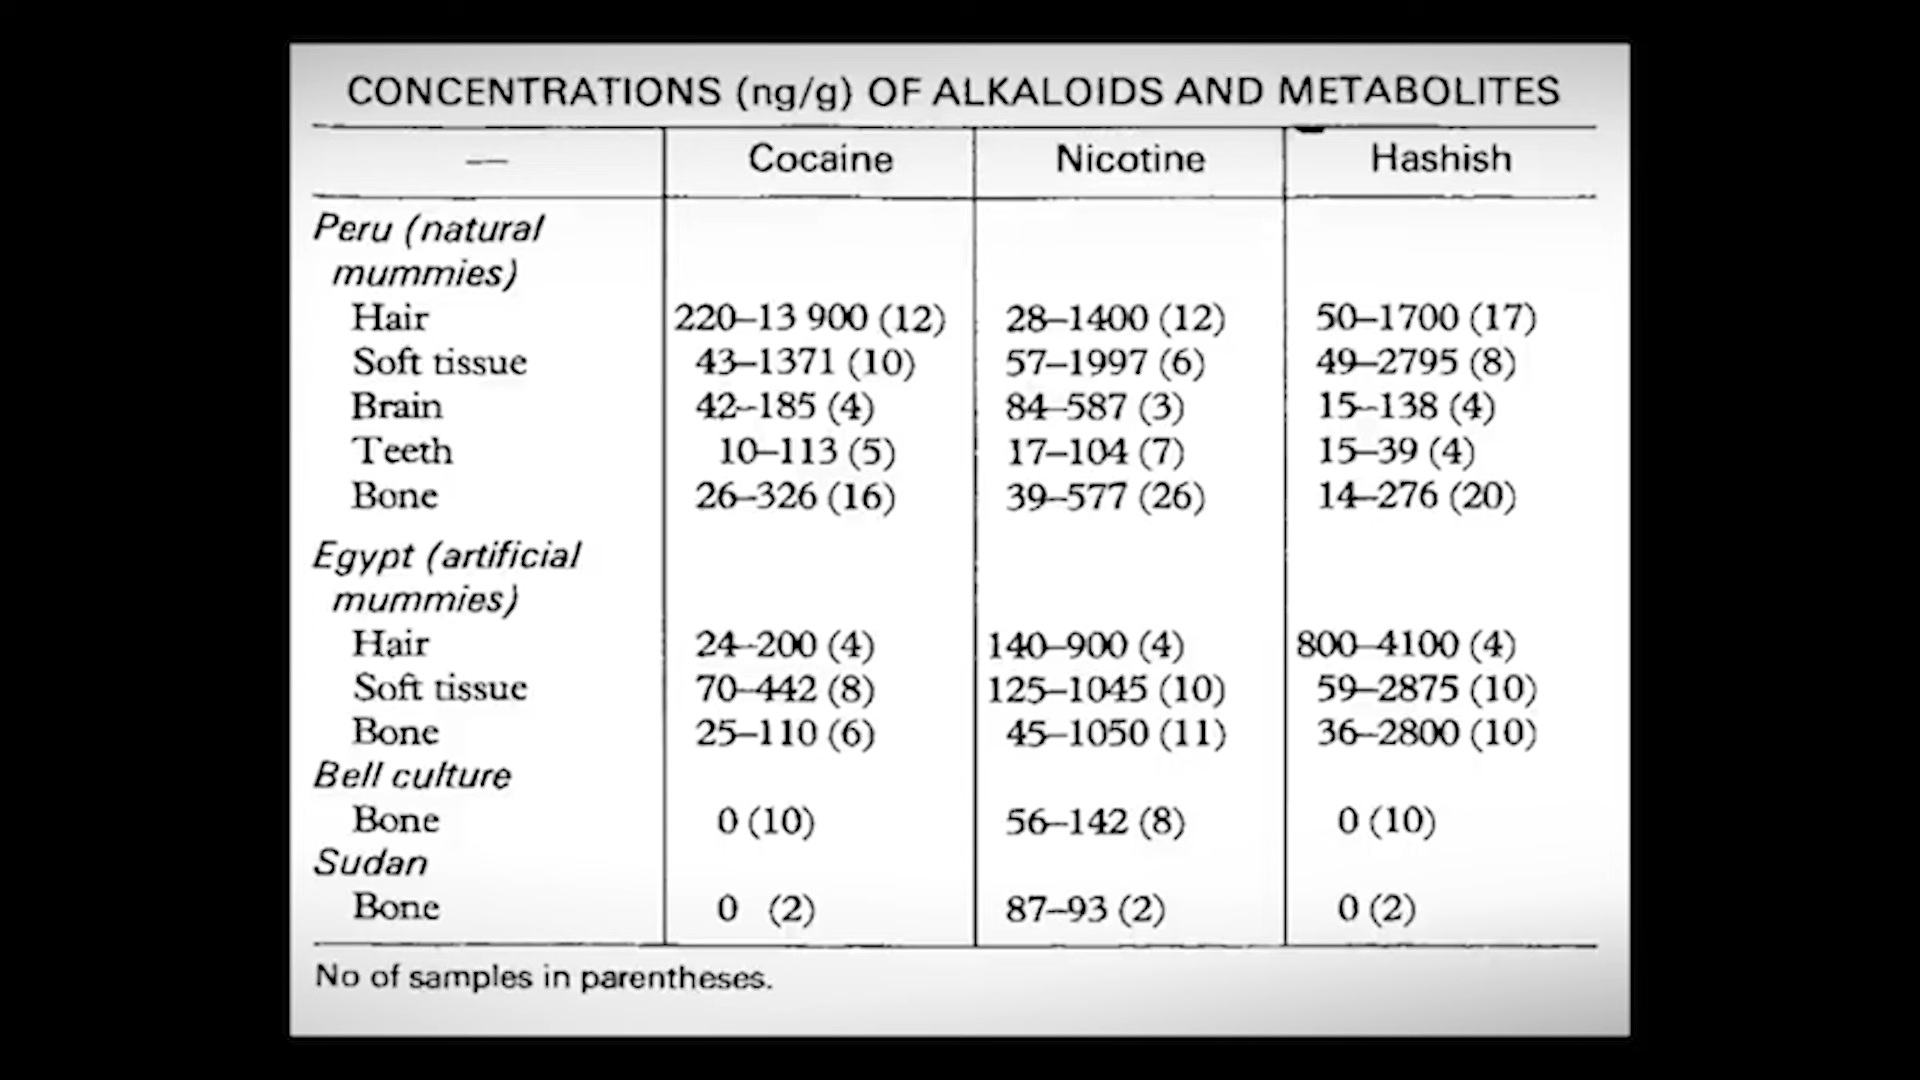 CONCENTRATIONS (ng/g) OF ALKALOIDS AND METABOLITES
— Cocaine Nicotine Hashish
Peru (natural
mummies)
Hair 220–13 900 (12) 28–1400 (12) 50–1700 (17)
Soft tissue 43–1371 (10) 57–1997 (6) 49–2795 (8)
Brain 42–185 (4) 84–587 (3) 15–138 (4)
Teeth 10–113 (5) 17–104 (7) 15–39 (4)
Bone 26–326 (16) 39–577 (26) 14–276 (20)
Egypt (artificial
mummies)
Hair 24–200 (4) 140–900 (4) 800–4100 (4)
Soft tissue 70–442 (8) 125–1045 (10) 59–2875 (10)
Bone 25–110 (6) 45–1050 (11) 36–2800 (10)
Bell culture
Bone 0 (10) 56–142 (8) 0 (10)
Sudan
Bone 0 (2) 87–93 (2) 0 (2)
No of samples in parentheses.